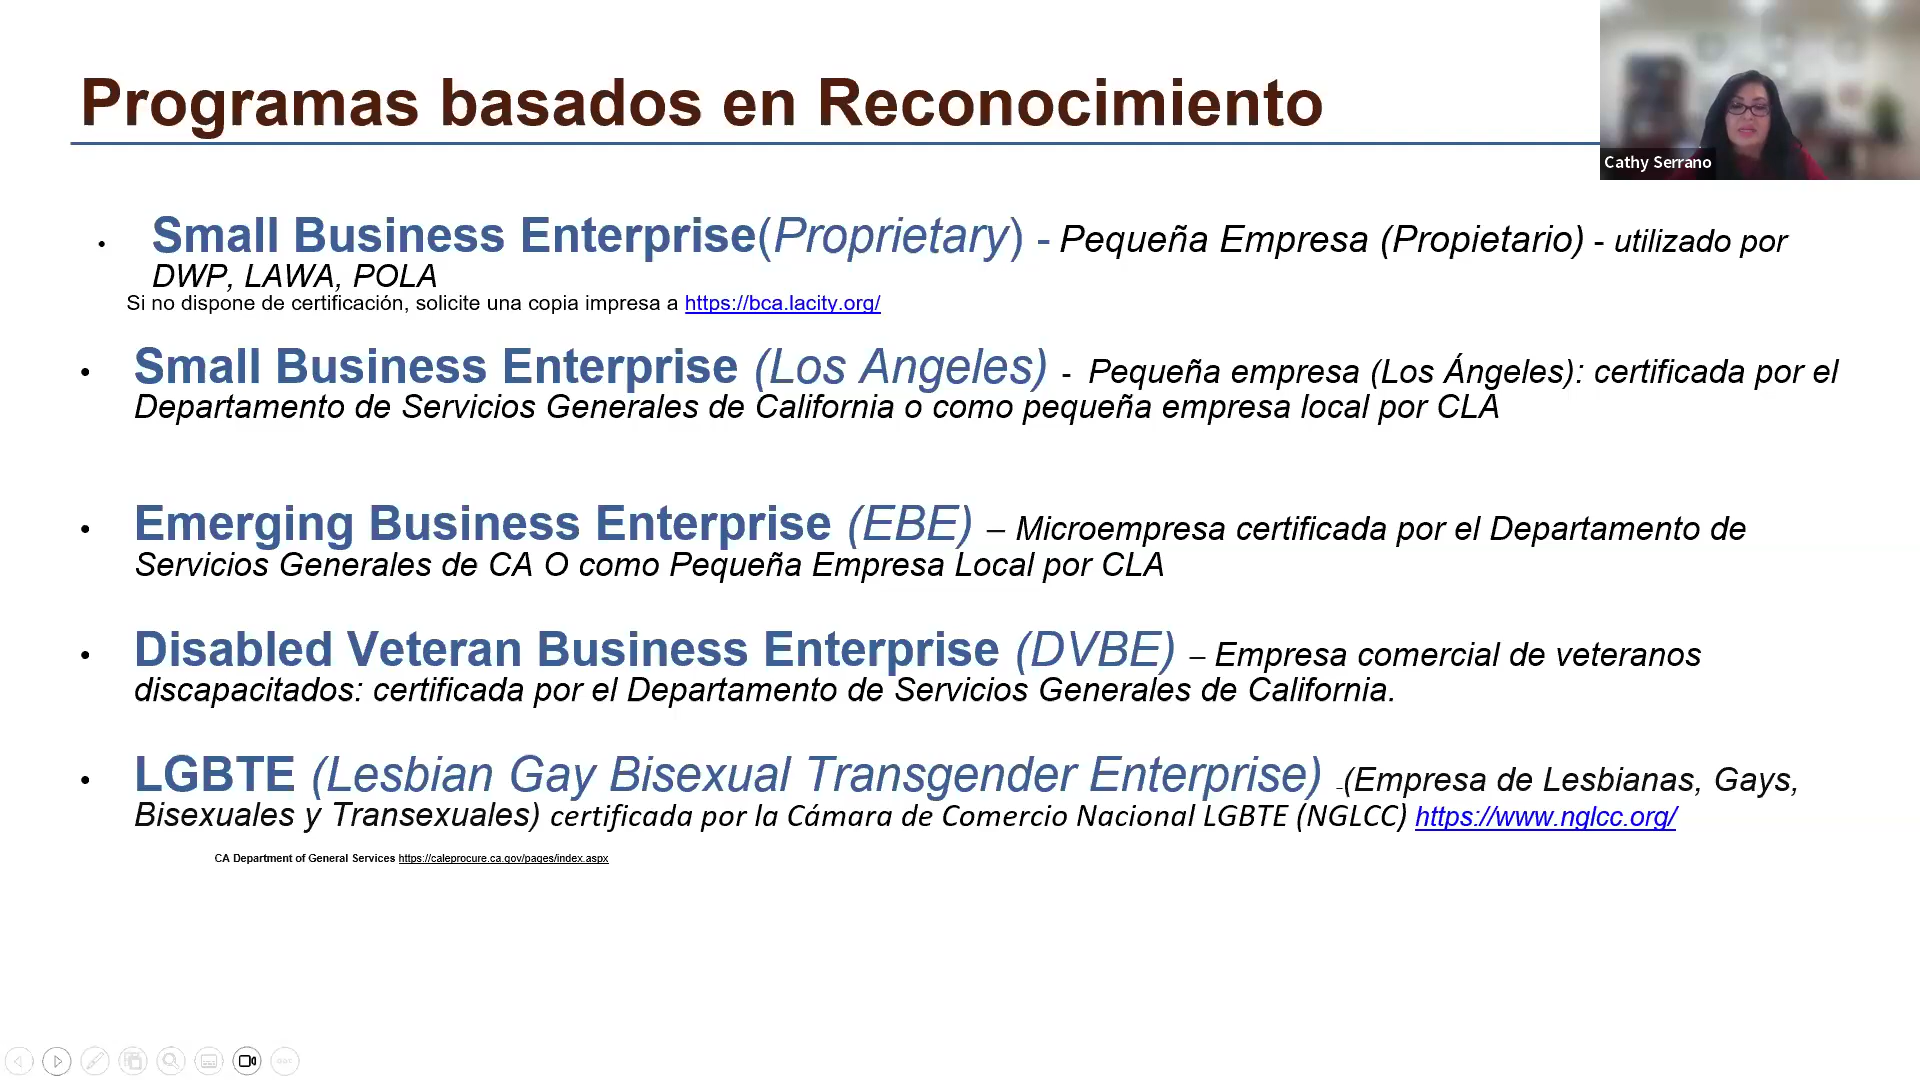 Programas basados en Reconocimiento
Cathy Serrano
• Small Business Enterprise(Proprietary) - Pequeña Empresa (Propietario) - utilizado por
DWP, LAWA, POLA
Si no dispone de certificación, solicite una copia impresa a https://bca.lacity.org/
• Small Business Enterprise (Los Angeles) - Pequeña empresa (Los Ángeles): certificada por el
Departamento de Servicios Generales de California o como pequeña empresa local por CLA
• Emerging Business Enterprise (EBE) – Microempresa certificada por el Departamento de
Servicios Generales de CA O como Pequeña Empresa Local por CLA
• Disabled Veteran Business Enterprise (DVBE) – Empresa comercial de veteranos
discapacitados: certificada por el Departamento de Servicios Generales de California.
• LGBTE (Lesbian Gay Bisexual Transgender Enterprise) -(Empresa de Lesbianas, Gays,
Bisexuales y Transexuales) certificada por la Cámara de Comercio Nacional LGBTE (NGLCC) https://www.nglcc.org/
CA Department of General Services https://caleprocure.ca.gov/pages/index.aspx